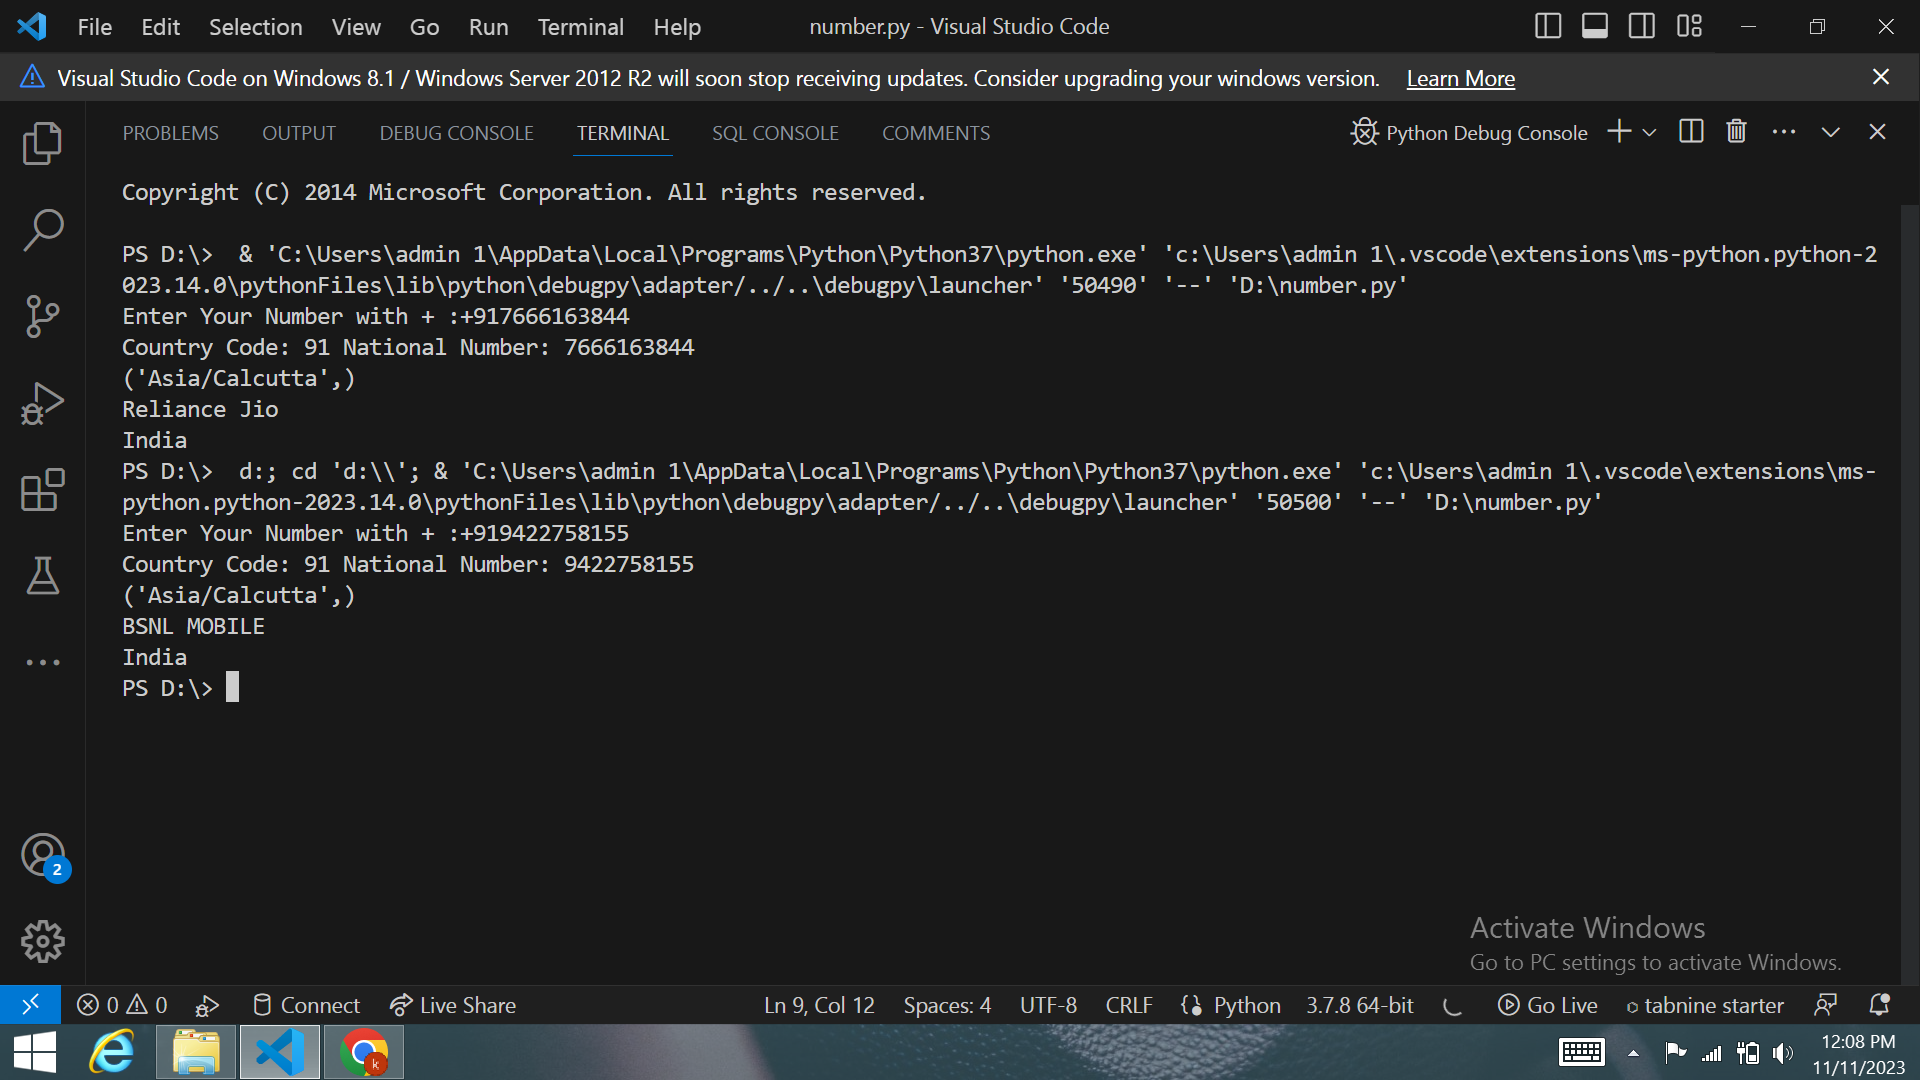 File Edit Selection View Go Run Terminal Help number.py - Visual Studio Code
Visual Studio Code on Windows 8.1 / Windows Server 2012 R2 will soon stop receiving updates. Consider upgrading your windows version. Learn More
PROBLEMS OUTPUT DEBUG CONSOLE TERMINAL SQL CONSOLE COMMENTS Python Debug Console
Copyright (C) 2014 Microsoft Corporation. All rights reserved.
PS D:\>  & 'C:\Users\admin 1\AppData\Local\Programs\Python\Python37\python.exe' 'c:\Users\admin 1\.vscode\extensions\ms-python.python-2
023.14.0\pythonFiles\lib\python\debugpy\adapter/../..\debugpy\launcher' '50490' '--' 'D:\number.py'
Enter Your Number with + :+917666163844
Country Code: 91 National Number: 7666163844
('Asia/Calcutta',)
Reliance Jio
India
PS D:\>  d:; cd 'd:\\'; & 'C:\Users\admin 1\AppData\Local\Programs\Python\Python37\python.exe' 'c:\Users\admin 1\.vscode\extensions\ms-
python.python-2023.14.0\pythonFiles\lib\python\debugpy\adapter/../..\debugpy\launcher' '50500' '--' 'D:\number.py'
Enter Your Number with + :+919422758155
Country Code: 91 National Number: 9422758155
('Asia/Calcutta',)
BSNL MOBILE
India
PS D:\>
2
Activate Windows
Go to PC settings to activate Windows.
0 0 Connect Live Share Ln 9, Col 12 Spaces: 4 UTF-8 CRLF Python 3.7.8 64-bit Go Live tabnine starter
k
12:08 PM
11/11/2023